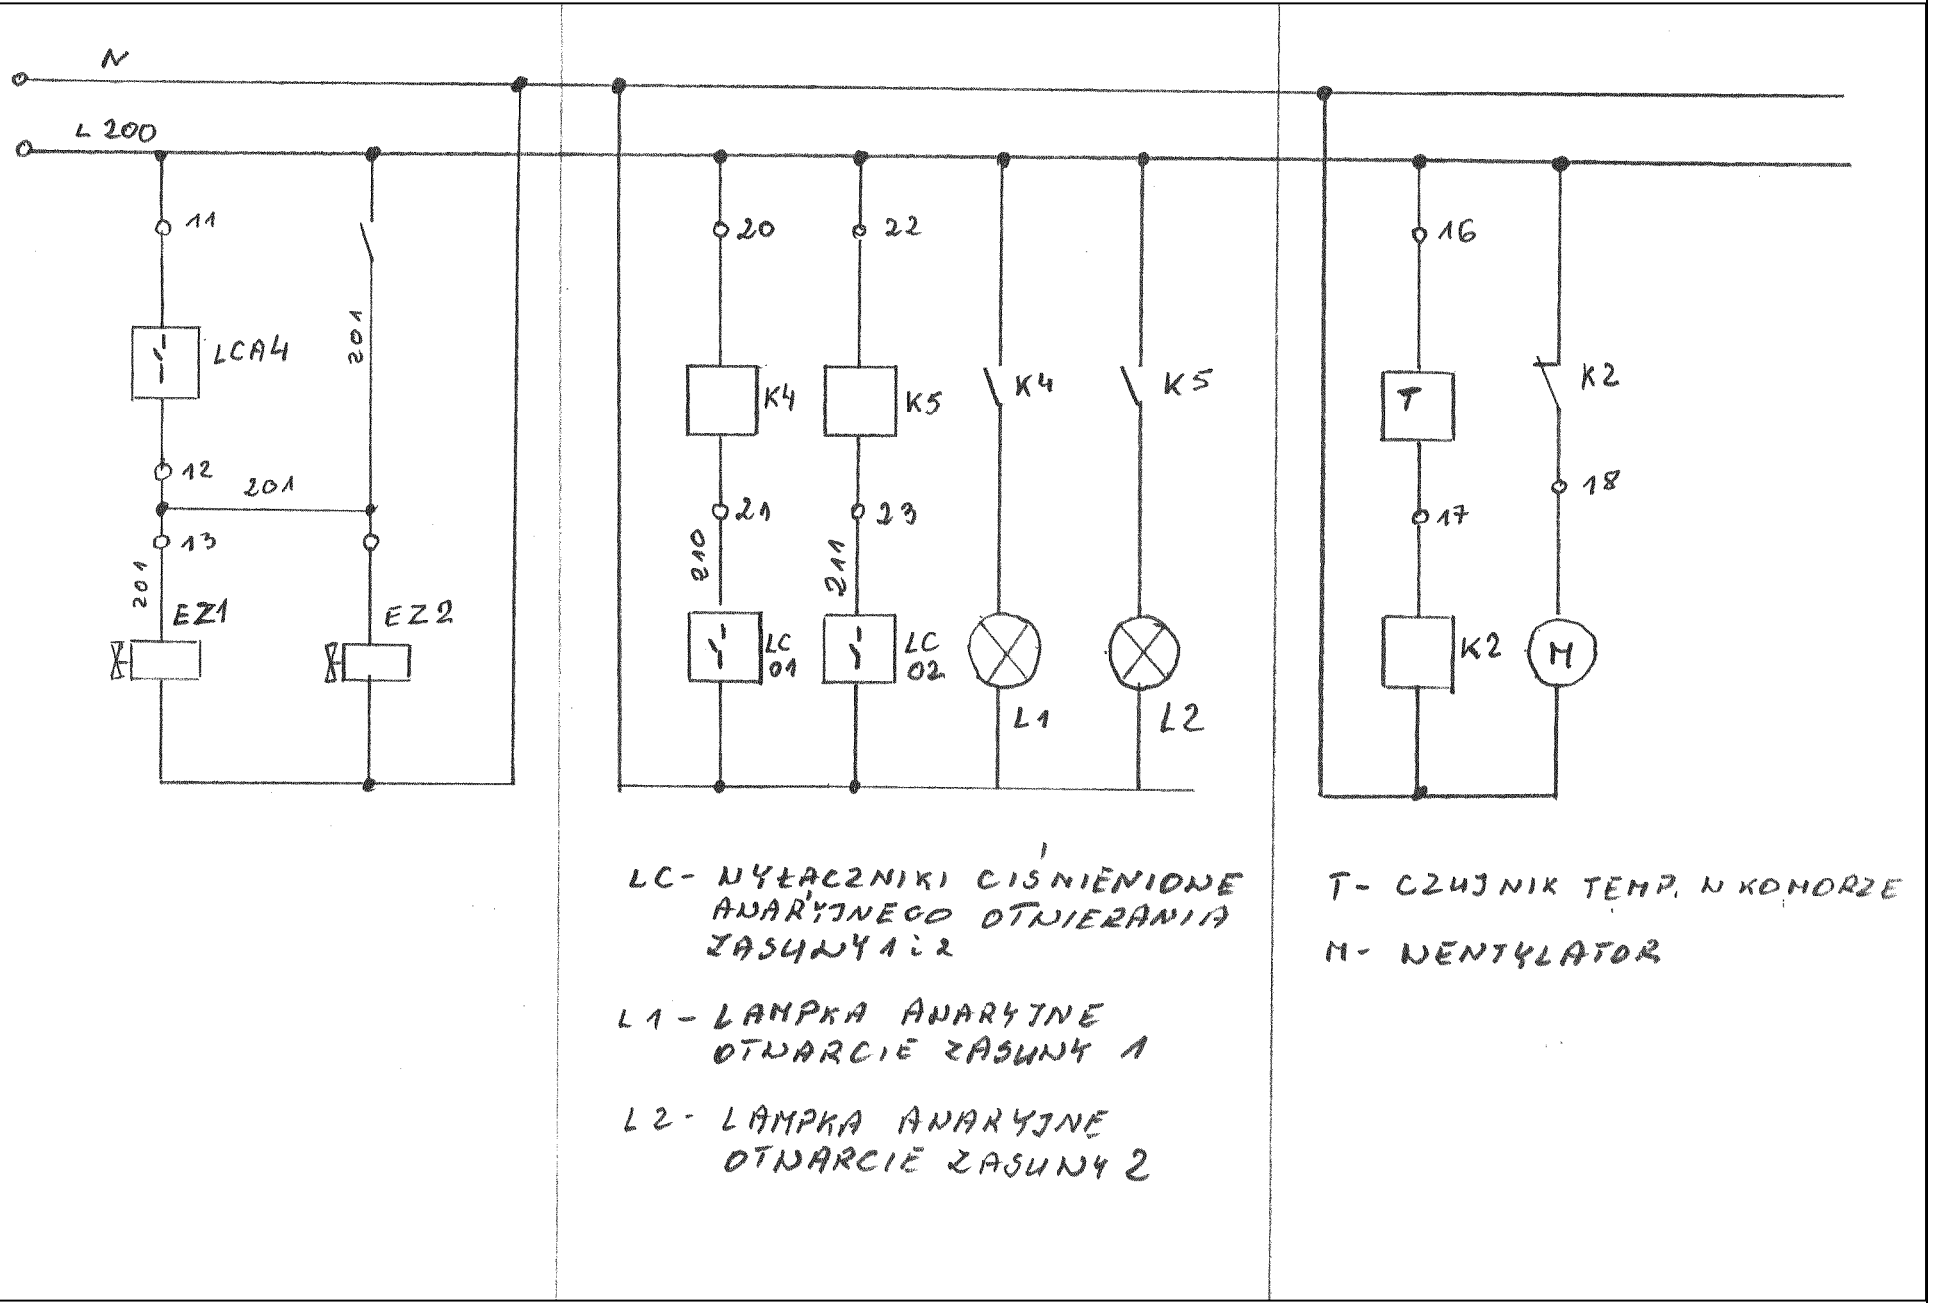 N
L 200
11
LCA4
201
12
201
13
201
EZ1
EZ2
20
22
K4
K5
K4
K5
21
23
210
211
LC
01
LC
02
L1
L2
16
T
K2
17
18
K2
M
LC- WYŁĄCZNIKI CIŚNIENIOWE
AWARYJNEGO OTWIERANIA
ZASUWY 1 i 2
L1 - LAMPKA AWARYJNE
OTWARCIE ZASUWY 1
L2 - LAMPKA AWARYJNE
OTWARCIE ZASUWY 2
T- CZUJNIK TEMP. W KOMORZE
M- WENTYLATOR